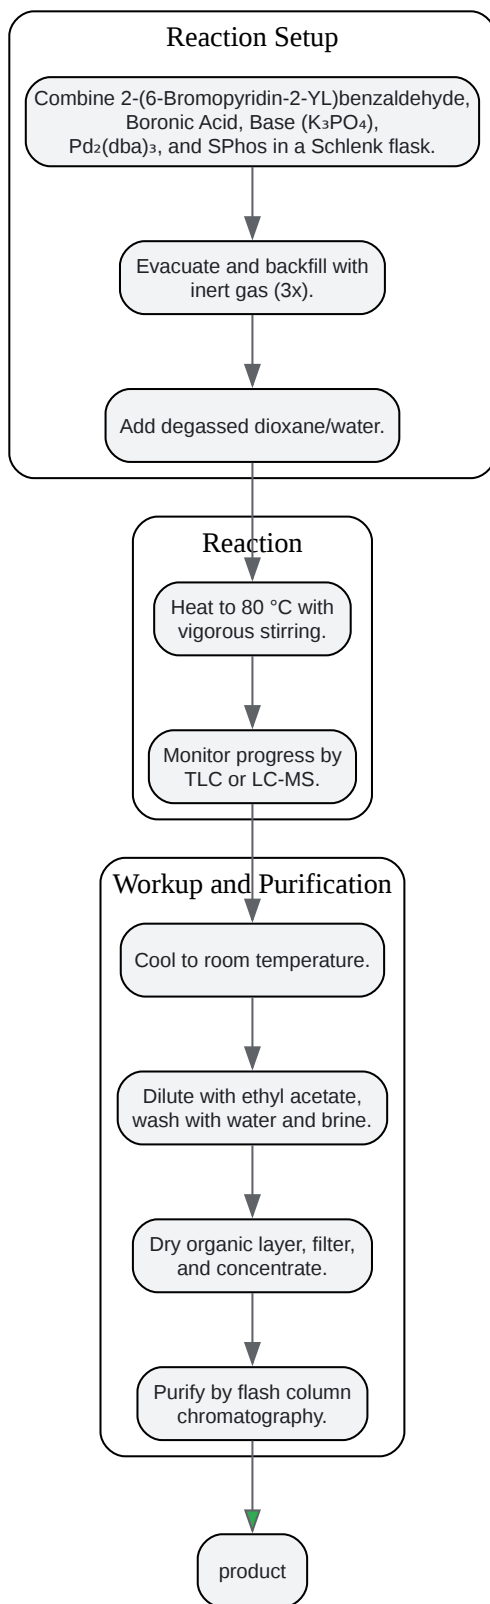 Reaction Setup
Combine 2-(6-Bromopyridin-2-YL)benzaldehyde,
Boronic Acid, Base (K₃PO₄),
Pd₂(dba)₃, and SPhos in a Schlenk flask.
Evacuate and backfill with
inert gas (3x).
Add degassed dioxane/water.
Reaction
Heat to 80 °C with
vigorous stirring.
Monitor progress by
TLC or LC-MS.
Workup and Purification
Cool to room temperature.
Dilute with ethyl acetate,
wash with water and brine.
Dry organic layer, filter,
and concentrate.
Purify by flash column
chromatography.
product